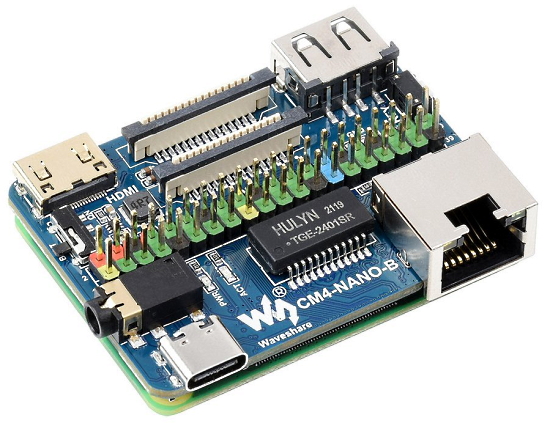 HDMI
HULYN 2119
TGE-2401SR
PWR
ACT
®
CM4-NANO-B
Waveshare